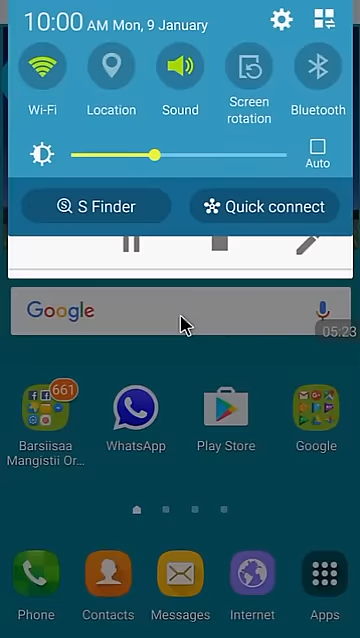 10:00 AM Mon, 9 January
Wi-Fi
Location
Sound
Screen
rotation
Bluetooth
Auto
S Finder
Quick connect
Google
05:23
661
Barsiisaa
Mangistii Or...
WhatsApp
Play Store
Google
Phone
Contacts
Messages
Internet
Apps